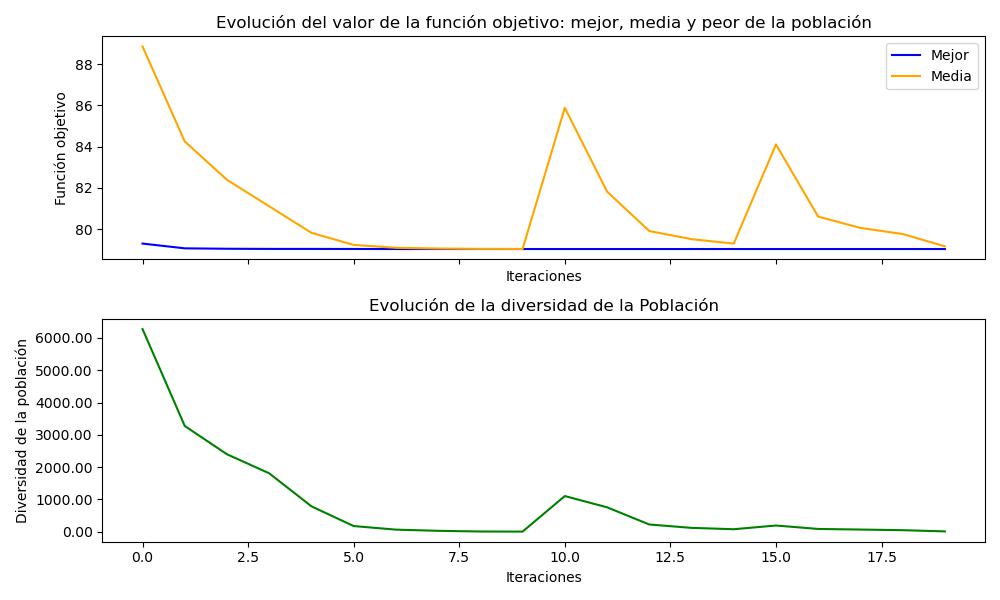 Evolución del valor de la función objetivo: mejor, media y peor de la población
Función objetivo
88
86
84
82
80
Mejor
Media
Iteraciones
Evolución de la diversidad de la Población
Diversidad de la población
6000.00
5000.00
4000.00
3000.00
2000.00
1000.00
0.00
0.0 2.5 5.0 7.5 10.0 12.5 15.0 17.5
Iteraciones